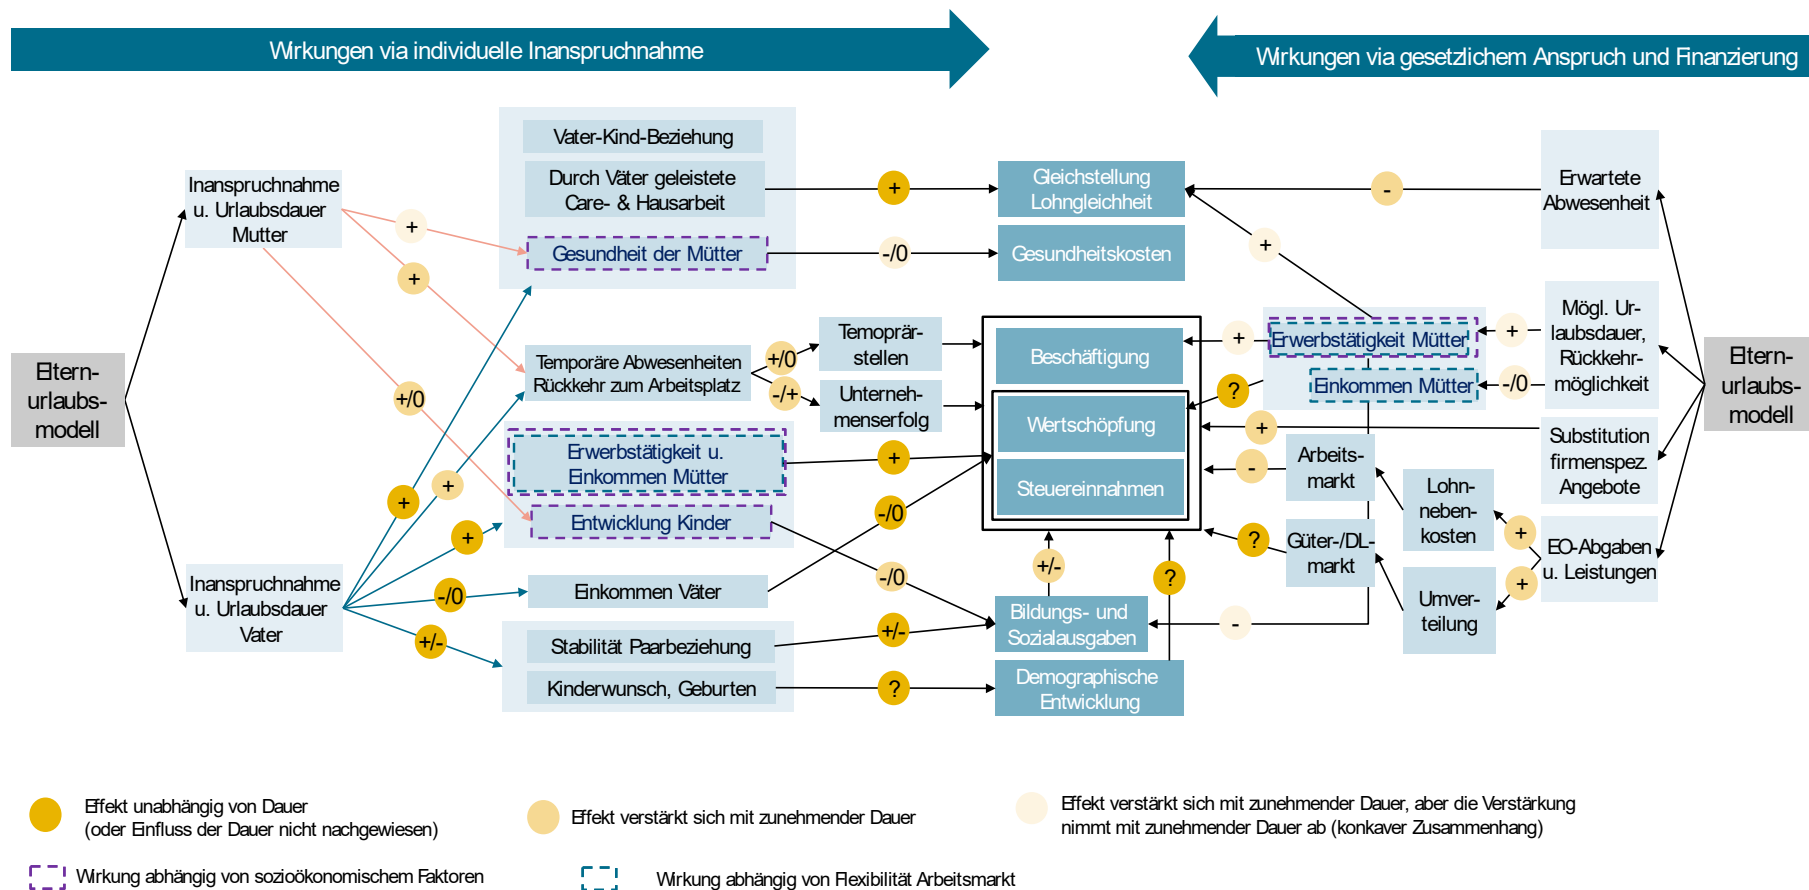 Wirkungen via individuelle Inanspruchnahme
Wirkungen via gesetzlichem Anspruch und Finanzierung
Eltern-
urlaubs-
modell
Inanspruchnahme
u. Urlaubsdauer
Mutter
Inanspruchnahme
u. Urlaubsdauer
Vater
+
+
+/0
+
+
+
-/0
+/-
Vater-Kind-Beziehung
Durch Väter geleistete
Care- & Hausarbeit
Gesundheit der Mütter
Temporäre Abwesenheiten
Rückkehr zum Arbeitsplatz
Erwerbstätigkeit u.
Einkommen Mütter
Entwicklung Kinder
Einkommen Väter
Stabilität Paarbeziehung
Kinderwunsch, Geburten
+
-/0
+/0
-/+
Temoprär-
stellen
Unterneh-
menserfolg
+
-/0
-/0
+/-
?
Gleichstellung
Lohngleichheit
Gesundheitskosten
Beschäftigung
Wertschöpfung
Steuereinnahmen
+/-
?
Bildungs- und
Sozialausgaben
Demographische
Entwicklung
-
+
+
?
+
-
?
-
Erwerbstätigkeit Mütter
Einkommen Mütter
Arbeits-
markt
Güter-/DL-
markt
Lohn-
neben-
kosten
Umver-
teilung
+
-/0
+
+
Erwartete
Abwesenheit
Mögl. Ur-
laubsdauer,
Rückkehr-
möglichkeit
Substitution
firmenspez.
Angebote
EO-Abgaben
u. Leistungen
Eltern-
urlaubs-
modell
Effekt unabhängig von Dauer
(oder Einfluss der Dauer nicht nachgewiesen)
Effekt verstärkt sich mit zunehmender Dauer
Effekt verstärkt sich mit zunehmender Dauer, aber die Verstärkung
nimmt mit zunehmender Dauer ab (konkaver Zusammenhang)
Wirkung abhängig von sozioökonomischem Faktoren
Wirkung abhängig von Flexibilität Arbeitsmarkt